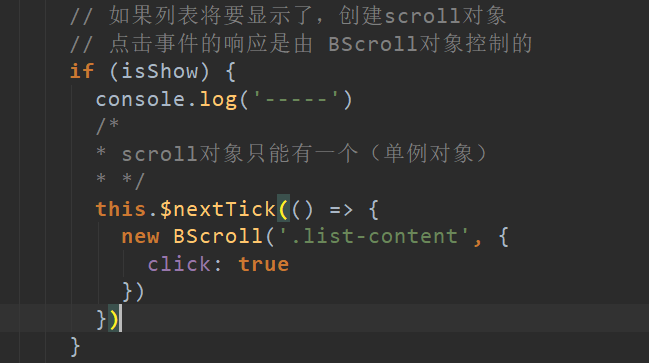 // 如果列表将要显示了，创建scroll对象
// 点击事件的响应是由 BScroll对象控制的
if (isShow) {
console.log('-----')
/*
* scroll对象只能有一个（单例对象）
* */
this.$nextTick(() => {
new BScroll('.list-content', {
click: true
})
})
}